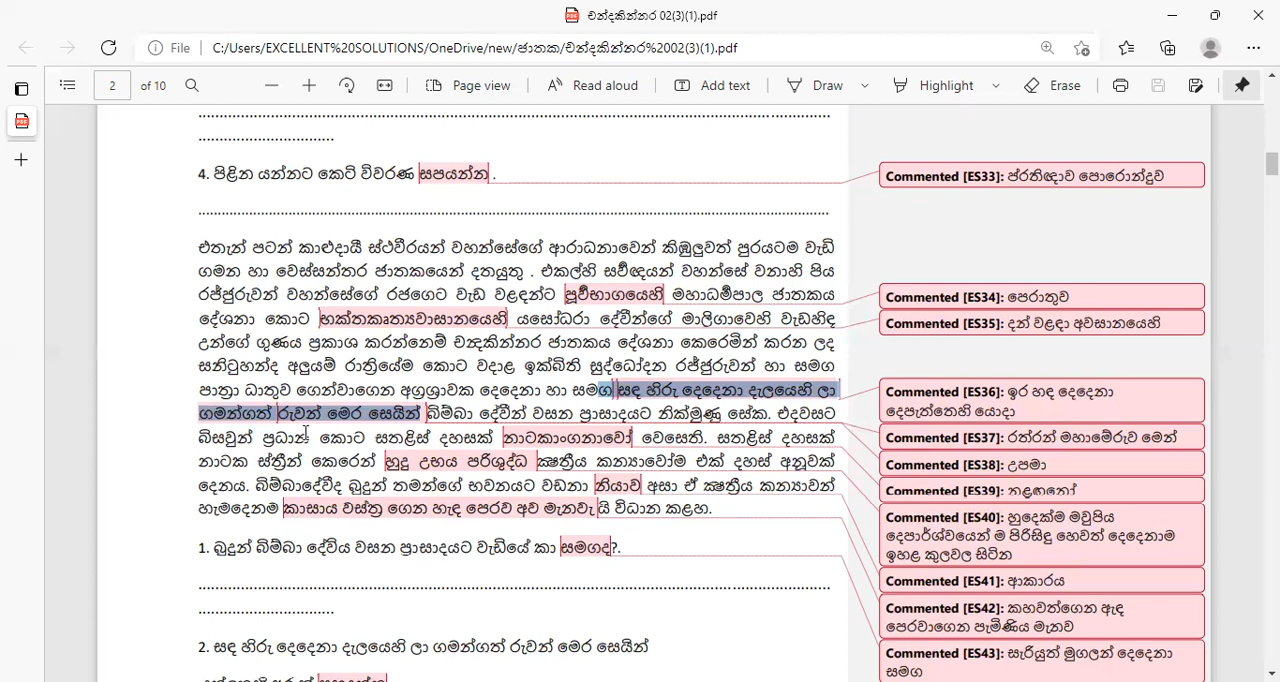 චන්දකින්නර 02(3)(1).pdf
File
C:/Users/EXCELLENT%20SOLUTIONS/OneDrive/new/ජාතක/චන්දකින්නර%2002(3)(1).pdf
2 of 10
Page view
Read aloud
Add text
Draw
Highlight
Erase
4. පිළින යන්නට කෙටි විවරණ සපයන්න .
එතැන් පටන් කාළුදායී ස්ථවීරයන් වහන්සේගේ ආරාධනාවෙන් කිඹුලුවත් පුරයටම වැඩි
ගමන හා වෙස්සන්තර ජාතකයෙන් දතයුතු . එකල්හි සර්‍වඥයන් වහන්සේ වනාහි පිය
රජ්ජුරුවන් වහන්සේගේ රජගෙට වැඩ වළඳන්ට පූර්‍වභාගයෙහි මහාධර්‍මපාල ජාතකය
දේශනා කොට භක්තකෘත්‍යවාසානයෙහි යසෝධරා දේවීන්ගේ මාලිගාවෙහි වැඩහිඳ
උන්ගේ ගුණය ප්‍රකාශ කරන්නෙම් චන්‍දකින්නර ජාතකය දේශනා කෙරෙමින් කරන ලද
සනිටුහන්ද අලුයම් රාත්‍රියේම කොට වදාළ ඉක්බිති සුද්ධෝදන රජ්ජුරුවන් හා සමග
පාත්‍රා ධාතුව ගෙන්වාගෙන අග්‍රශ්‍රාවක දෙදෙනා හා සමග සඳ හිරු දෙදෙනා දැලයෙහි ලා
ගමන්ගත් රුවන් මෙර සෙයින් බිම්බා දේවීන් වසන ප්‍රාසාදයට නික්මුණු සේක. එදවසට
බිසවුන් ප්‍රධාන කොට සතළිස් දහසක් නාටකාංගනාවෝ වෙසෙති. සතළිස් දහසක්
නාටක ස්ත්‍රීන් කෙරෙන් හුදු උභය පරිශුද්ධ ක්‍ෂත්‍රීය කන්‍යාවෝම එක් දහස් අනූවක්
දෙනය. බිම්බාදේවීද බුදුන් තමන්ගේ භවනයට වඩනා නියාව අසා ඒ ක්‍ෂත්‍රීය කන්‍යාවන්
හැමදෙනම කාසාය වස්ත්‍ර ගෙන හැඳ පෙරව අව මැනවැ යි විධාන කළහ.
1. බුදුන් බිම්බා දේවිය වසන ප්‍රාසාදයට වැඩියේ කා සමගද?.
2. සඳ හිරු දෙදෙනා දැලයෙහි ලා ගමන්ගත් රුවන් මෙර සෙයින්
Commented [ES33]: ප්රතිඥාව පොරොන්දුව
Commented [ES34]: පෙරාතුව
Commented [ES35]: දන් වළඳා අවසානයෙහි
Commented [ES36]: ඉර හඳ දෙදෙනා
දෙපැත්තෙහි යොදා
Commented [ES37]: රත්රන් මහාමේරුව මෙන්
Commented [ES38]: උපමා
Commented [ES39]: නළඟනෝ
Commented [ES40]: හුදෙක්ම මවුපිය
දෙපාර්ශ්වයෙන් ම පිරිසිඳු හෙවත් දෙදෙනාම
ඉහළ කුලවල සිටින
Commented [ES41]: ආකාරය
Commented [ES42]: කහවත්ගෙන ඇඳ
පෙරවාගෙන පැමිණිය මැනව
Commented [ES43]: සැරියුත් මුගලන් දෙදෙනා
සමග